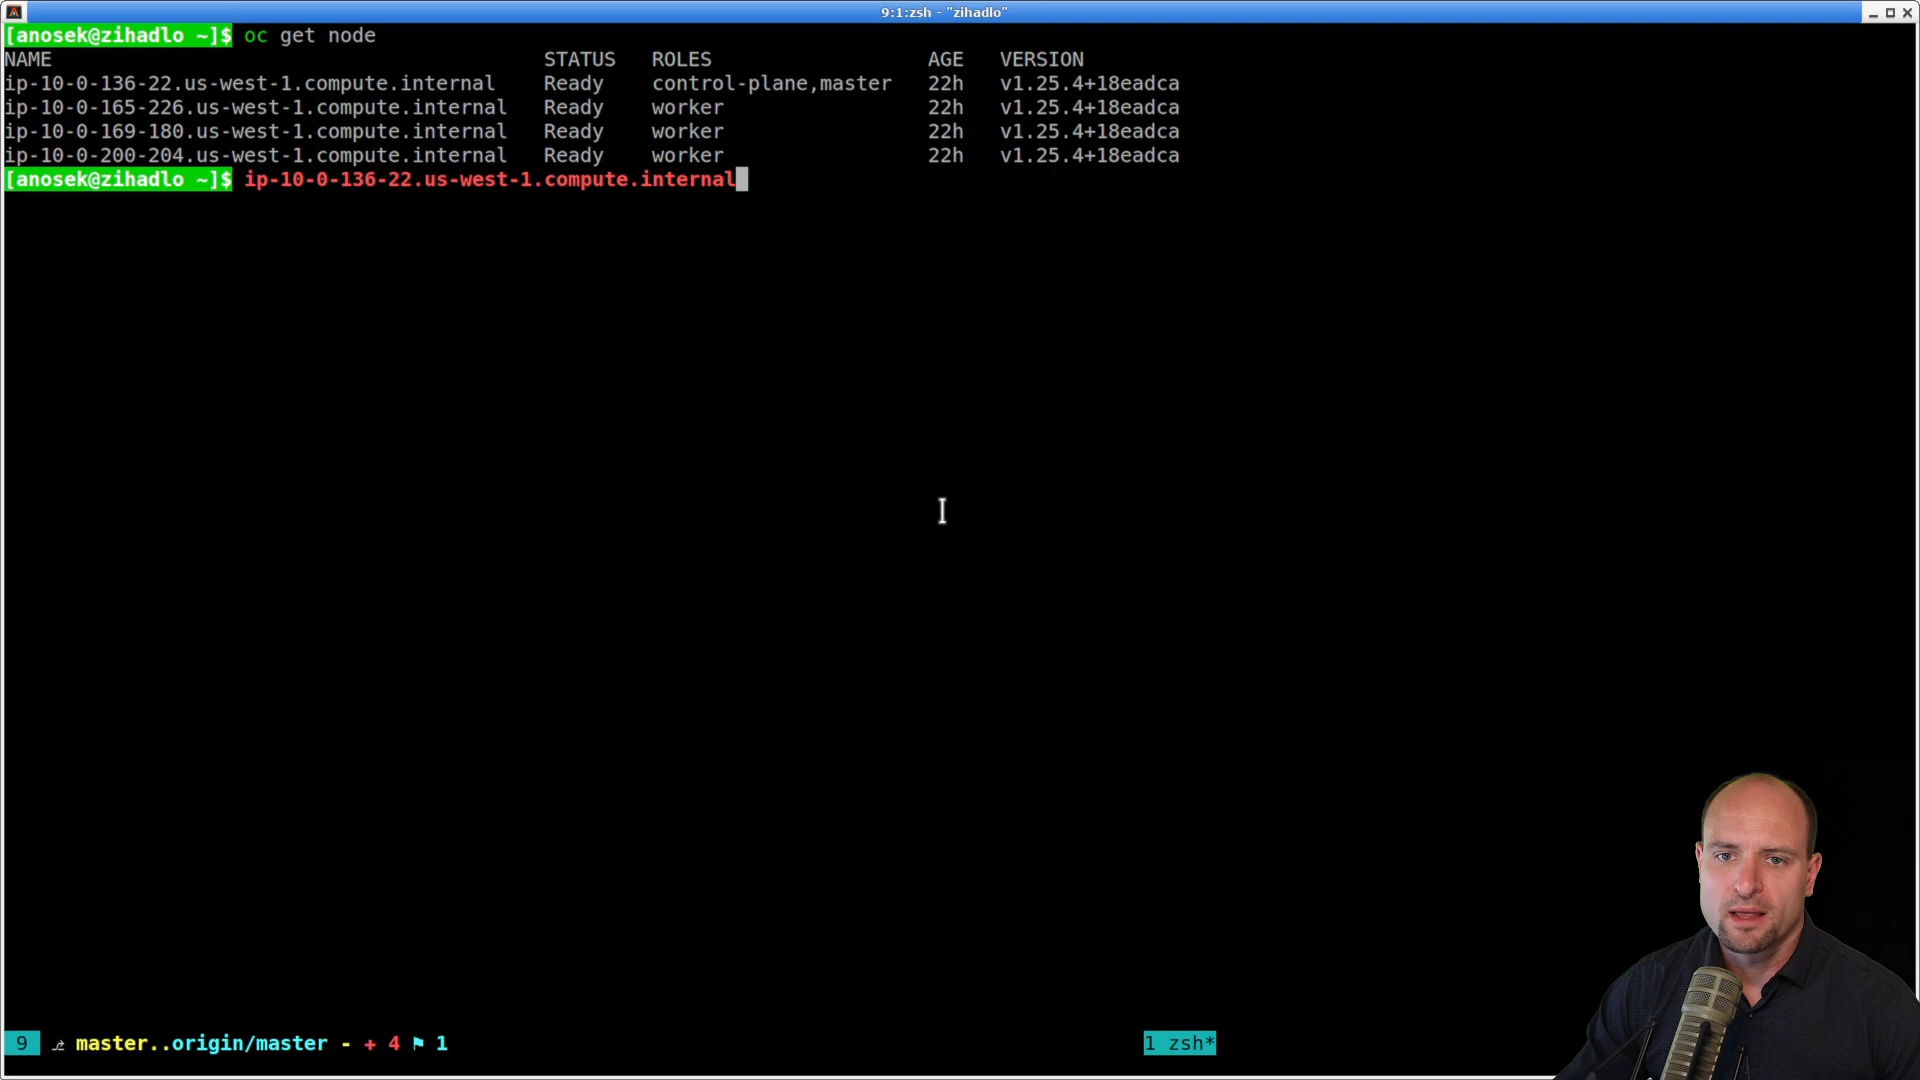 9:1:zsh - "zihadlo"
[anosek@zihadlo ~]$ oc get node
NAME STATUS ROLES AGE VERSION
ip-10-0-136-22.us-west-1.compute.internal Ready control-plane,master 22h v1.25.4+18eadca
ip-10-0-165-226.us-west-1.compute.internal Ready worker 22h v1.25.4+18eadca
ip-10-0-169-180.us-west-1.compute.internal Ready worker 22h v1.25.4+18eadca
ip-10-0-200-204.us-west-1.compute.internal Ready worker 22h v1.25.4+18eadca
[anosek@zihadlo ~]$ ip-10-0-136-22.us-west-1.compute.internal
9 ⎇ master..origin/master - + 4 ⚑ 1 1 zsh*